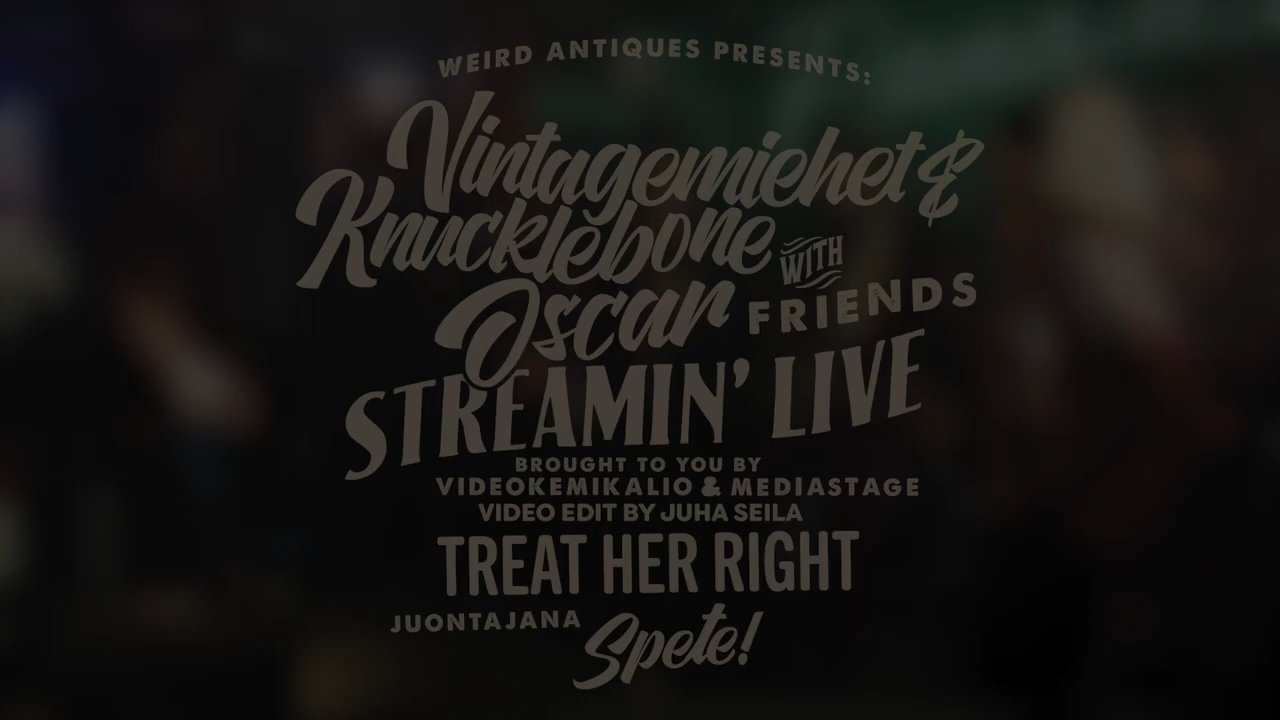 WEIRD ANTIQUES PRESENTS:
Vintagemiehet &
Knucklebone
Oscar WITH FRIENDS
STREAMIN' LIVE
BROUGHT TO YOU BY
VIDEOKEMIKALIO & MEDIASTAGE
VIDEO EDIT BY JUHA SEILA
TREAT HER RIGHT
JUONTAJANA Spete!